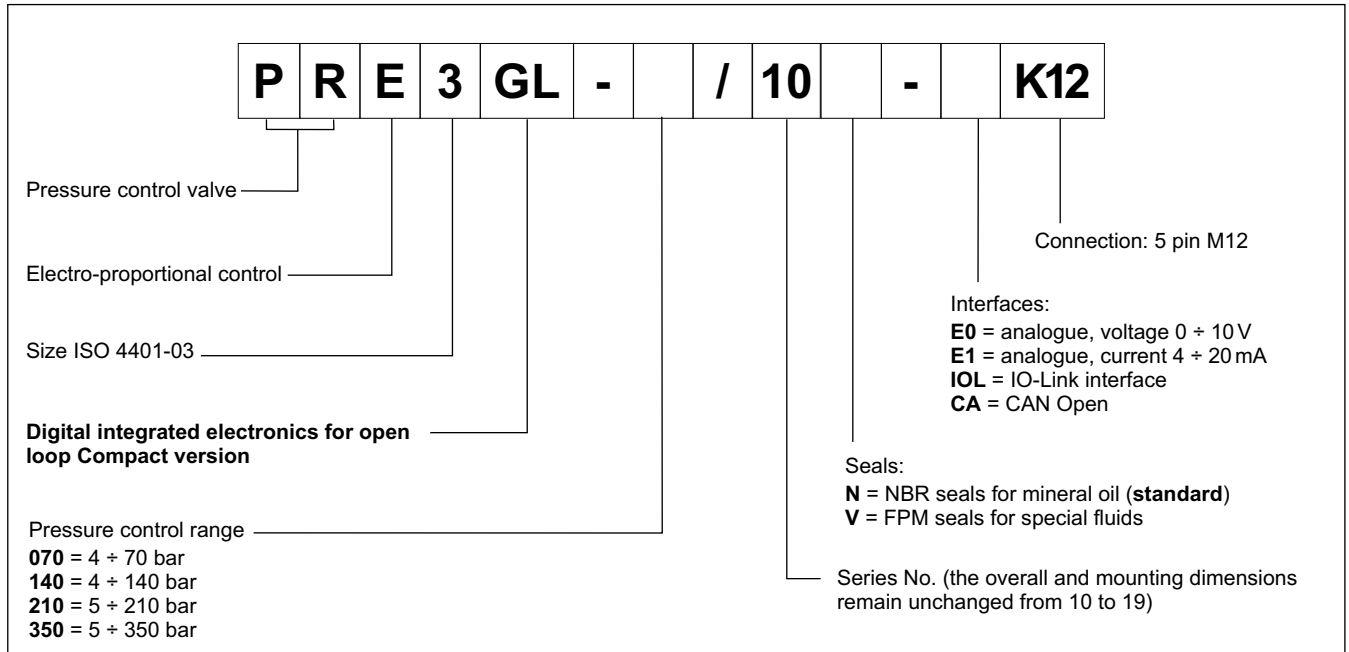 P R E 3 GL - / 10 - K12
Pressure control valve
Electro-proportional control
Size ISO 4401-03
Digital integrated electronics for open
loop Compact version
Pressure control range
070 = 4 ÷ 70 bar
140 = 4 ÷ 140 bar
210 = 5 ÷ 210 bar
350 = 5 ÷ 350 bar
Connection: 5 pin M12
Interfaces:
E0 = analogue, voltage 0 ÷ 10 V
E1 = analogue, current 4 ÷ 20 mA
IOL = IO-Link interface
CA = CAN Open
Seals:
N = NBR seals for mineral oil (standard)
V = FPM seals for special fluids
Series No. (the overall and mounting dimensions
remain unchanged from 10 to 19)